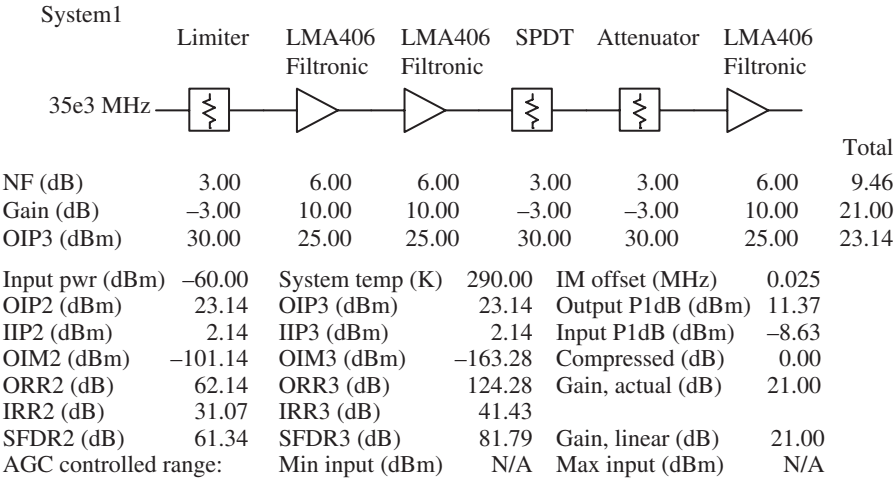 System1
Limiter LMA406 LMA406 SPDT Attenuator LMA406
Filtronic Filtronic Filtronic
35e3 MHz
Total
NF (dB) 3.00 6.00 6.00 3.00 3.00 6.00 9.46
Gain (dB) –3.00 10.00 10.00 –3.00 –3.00 10.00 21.00
OIP3 (dBm) 30.00 25.00 25.00 30.00 30.00 25.00 23.14
Input pwr (dBm) –60.00 System temp (K) 290.00 IM offset (MHz) 0.025
OIP2 (dBm) 23.14 OIP3 (dBm) 23.14 Output P1dB (dBm) 11.37
IIP2 (dBm) 2.14 IIP3 (dBm) 2.14 Input P1dB (dBm) –8.63
OIM2 (dBm) –101.14 OIM3 (dBm) –163.28 Compressed (dB) 0.00
ORR2 (dB) 62.14 ORR3 (dB) 124.28 Gain, actual (dB) 21.00
IRR2 (dB) 31.07 IRR3 (dB) 41.43
SFDR2 (dB) 61.34 SFDR3 (dB) 81.79 Gain, linear (dB) 21.00
AGC controlled range: Min input (dBm) N/A Max input (dBm) N/A